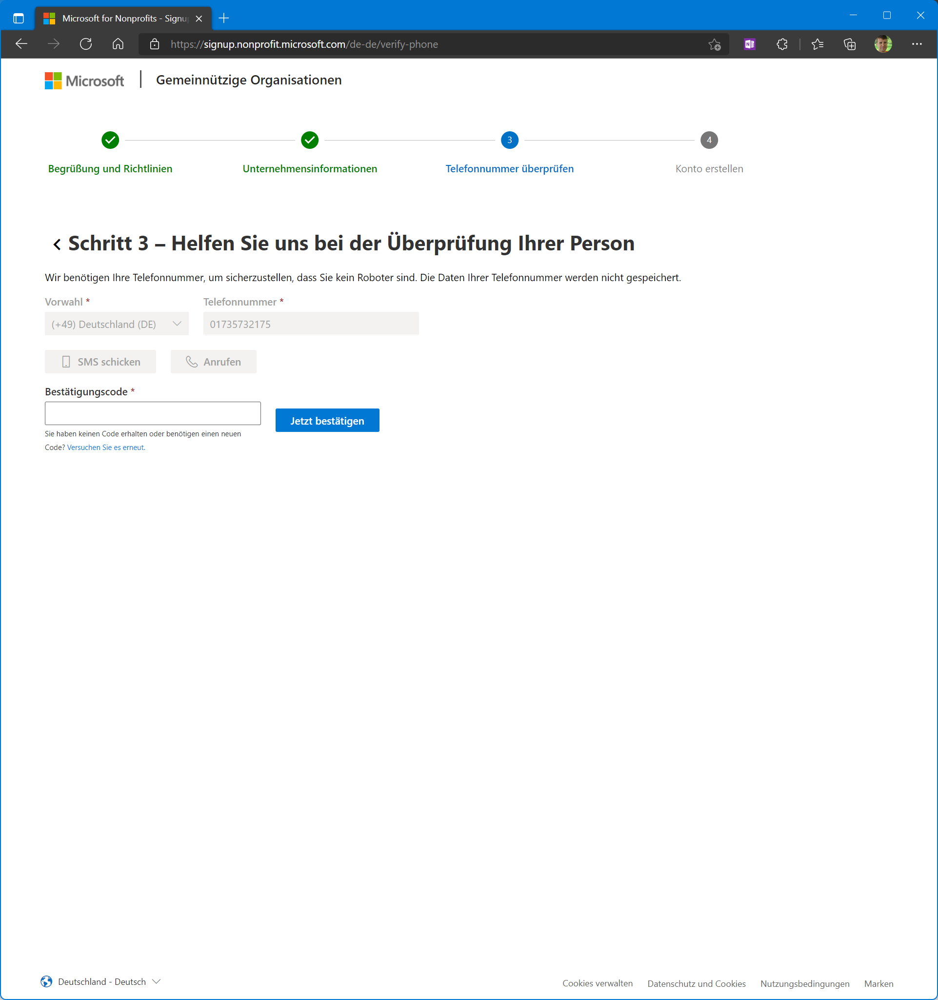 Microsoft for Nonprofits - Signu
https://signup.nonprofit.microsoft.com/de-de/verify-phone
Microsoft
Gemeinnützige Organisationen
3
4
Begrüßung und Richtlinien
Unternehmensinformationen
Telefonnummer überprüfen
Konto erstellen
Schritt 3 – Helfen Sie uns bei der Überprüfung Ihrer Person
Wir benötigen Ihre Telefonnummer, um sicherzustellen, dass Sie kein Roboter sind. Die Daten Ihrer Telefonnummer werden nicht gespeichert.
Vorwahl *
Telefonnummer *
(+49) Deutschland (DE)
01735732175
SMS schicken
Anrufen
Bestätigungscode *
Jetzt bestätigen
Sie haben keinen Code erhalten oder benötigen einen neuen
Code? Versuchen Sie es erneut.
Deutschland - Deutsch
Cookies verwalten
Datenschutz und Cookies
Nutzungsbedingungen
Marken